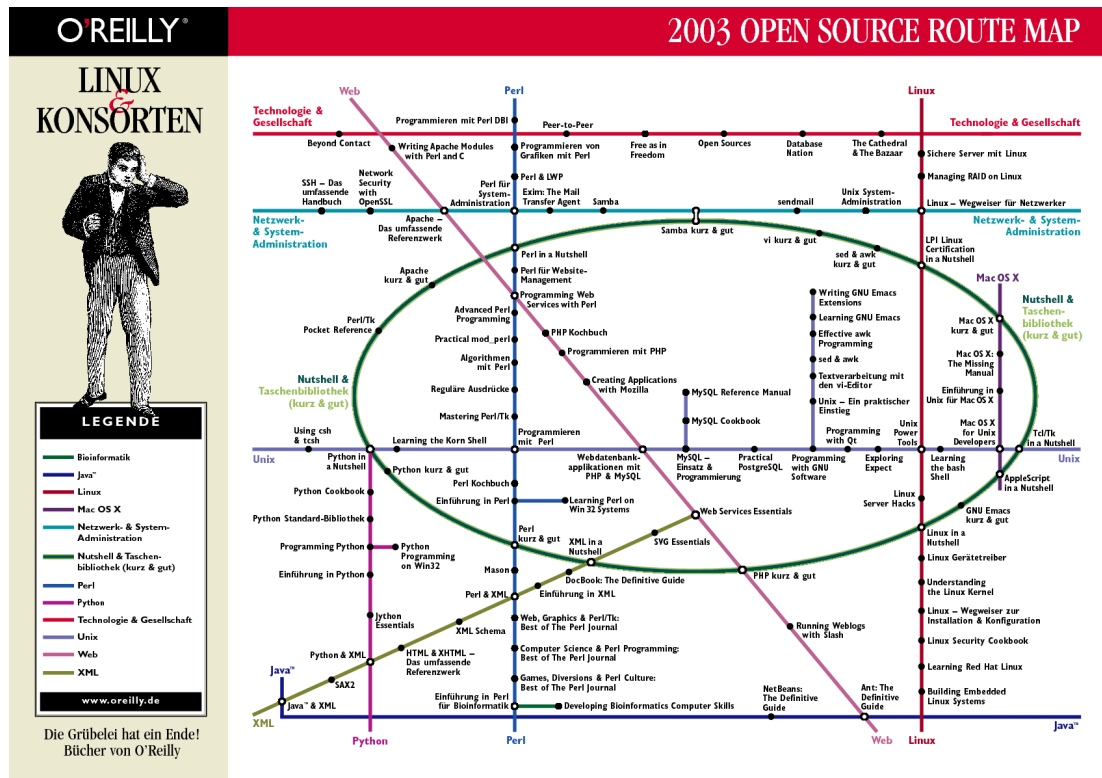 O'REILLY®
2003 OPEN SOURCE ROUTE MAP
LINUX
&
KONSORTEN
LEGENDE
Bioinformatik
Java™
Linux
Mac OS X
Netzwerk- & System-
Administration
Nutshell & Taschen-
bibliothek (kurz & gut)
Perl
Python
Technologie & Gesellschaft
Unix
Web
XML
www.oreilly.de
Die Grübelei hat ein Ende!
Bücher von O'Reilly
Web
Perl
Linux
Technologie &
Gesellschaft
Technologie & Gesellschaft
Programmieren mit Perl DBI
Peer-to-Peer
Beyond Contact
Writing Apache Modules
with Perl and C
Programmieren von
Grafiken mit Perl
Free as in
Freedom
Open Sources
Database
Nation
The Cathedral
& The Bazaar
Sichere Server mit Linux
Managing RAID on Linux
SSH – Das
umfassende
Handbuch
Network
Security
with
OpenSSL
Perl für
System-
Administration
Perl & LWP
Exim: The Mail
Transfer Agent
Samba
sendmail
Unix System-
Administration
Linux – Wegweiser für Netzwerker
Netzwerk-
& System-
Administration
Netzwerk- & System-
Administration
Apache –
Das umfassende
Referenzwerk
Samba kurz & gut
vi kurz & gut
sed & awk
kurz & gut
LPI Linux
Certification
in a Nutshell
Perl in a Nutshell
Apache
kurz & gut
Perl für Website-
Management
Programming Web
Services with Perl
Mac OS X
Nutshell &
Taschen-
bibliothek
(kurz & gut)
Writing GNU Emacs
Extensions
Learning GNU Emacs
Effective awk
Programming
sed & awk
Textverarbeitung mit
den vi-Editor
Unix – Ein praktischer
Einstieg
Mac OS X
kurz & gut
Mac OS X:
The Missing
Manual
Einführung in
Unix für Mac OS X
Mac OS X
for Unix
Developers
Perl/Tk
Pocket Reference
Advanced Perl
Programming
PHP Kochbuch
Practical mod_perl
Programmieren mit PHP
Algorithmen
mit Perl
Creating Applications
with Mozilla
Reguläre Ausdrücke
Mastering Perl/Tk
MySQL Reference Manual
MySQL Cookbook
Nutshell &
Taschenbibliothek
(kurz & gut)
Using csh
& tcsh
Learning the Korn Shell
Programmieren
mit Perl
Programming
with Qt
Unix
Power
Tools
Tcl/Tk
in a Nutshell
Unix
Unix
Python in
a Nutshell
Webdatenbank-
applikationen mit
PHP & MySQL
MySQL –
Einsatz &
Programmierung
Practical
PostgreSQL
Programming
with GNU
Software
Exploring
Expect
Learning
the bash
Shell
AppleScript
in a Nutshell
Python kurz & gut
Python Cookbook
Perl Kochbuch
Einführung in Perl
Learning Perl on
Win 32 Systems
Linux
Server Hacks
GNU Emacs
kurz & gut
Web Services Essentials
Python Standard-Bibliothek
Perl
kurz & gut
SVG Essentials
XML in a
Nutshell
Linux in a
Nutshell
Programming Python
Python
Programming
on Win32
Linux Gerätetreiber
Einführung in Python
Mason
DocBook: The Definitive Guide
PHP kurz & gut
Understanding
the Linux Kernel
Perl & XML
Einführung in XML
Jython
Essentials
XML Schema
Web, Graphics & Perl/Tk:
Best of The Perl Journal
Running Weblogs
with Slash
Linux – Wegweiser zur
Installation & Konfiguration
Linux Security Cookbook
Python & XML
HTML & XHTML –
Das umfassende
Referenzwerk
Computer Science & Perl Programming:
Best of The Perl Journal
Learning Red Hat Linux
Java™
SAX2
Games, Diversions & Perl Culture:
Best of The Perl Journal
NetBeans:
The Definitive
Guide
Ant: The
Definitive
Guide
Building Embedded
Linux Systems
Java™ & XML
Einführung in Perl
für Bioinformatik
Developing Bioinformatics Computer Skills
XML
Java™
Python
Perl
Web
Linux